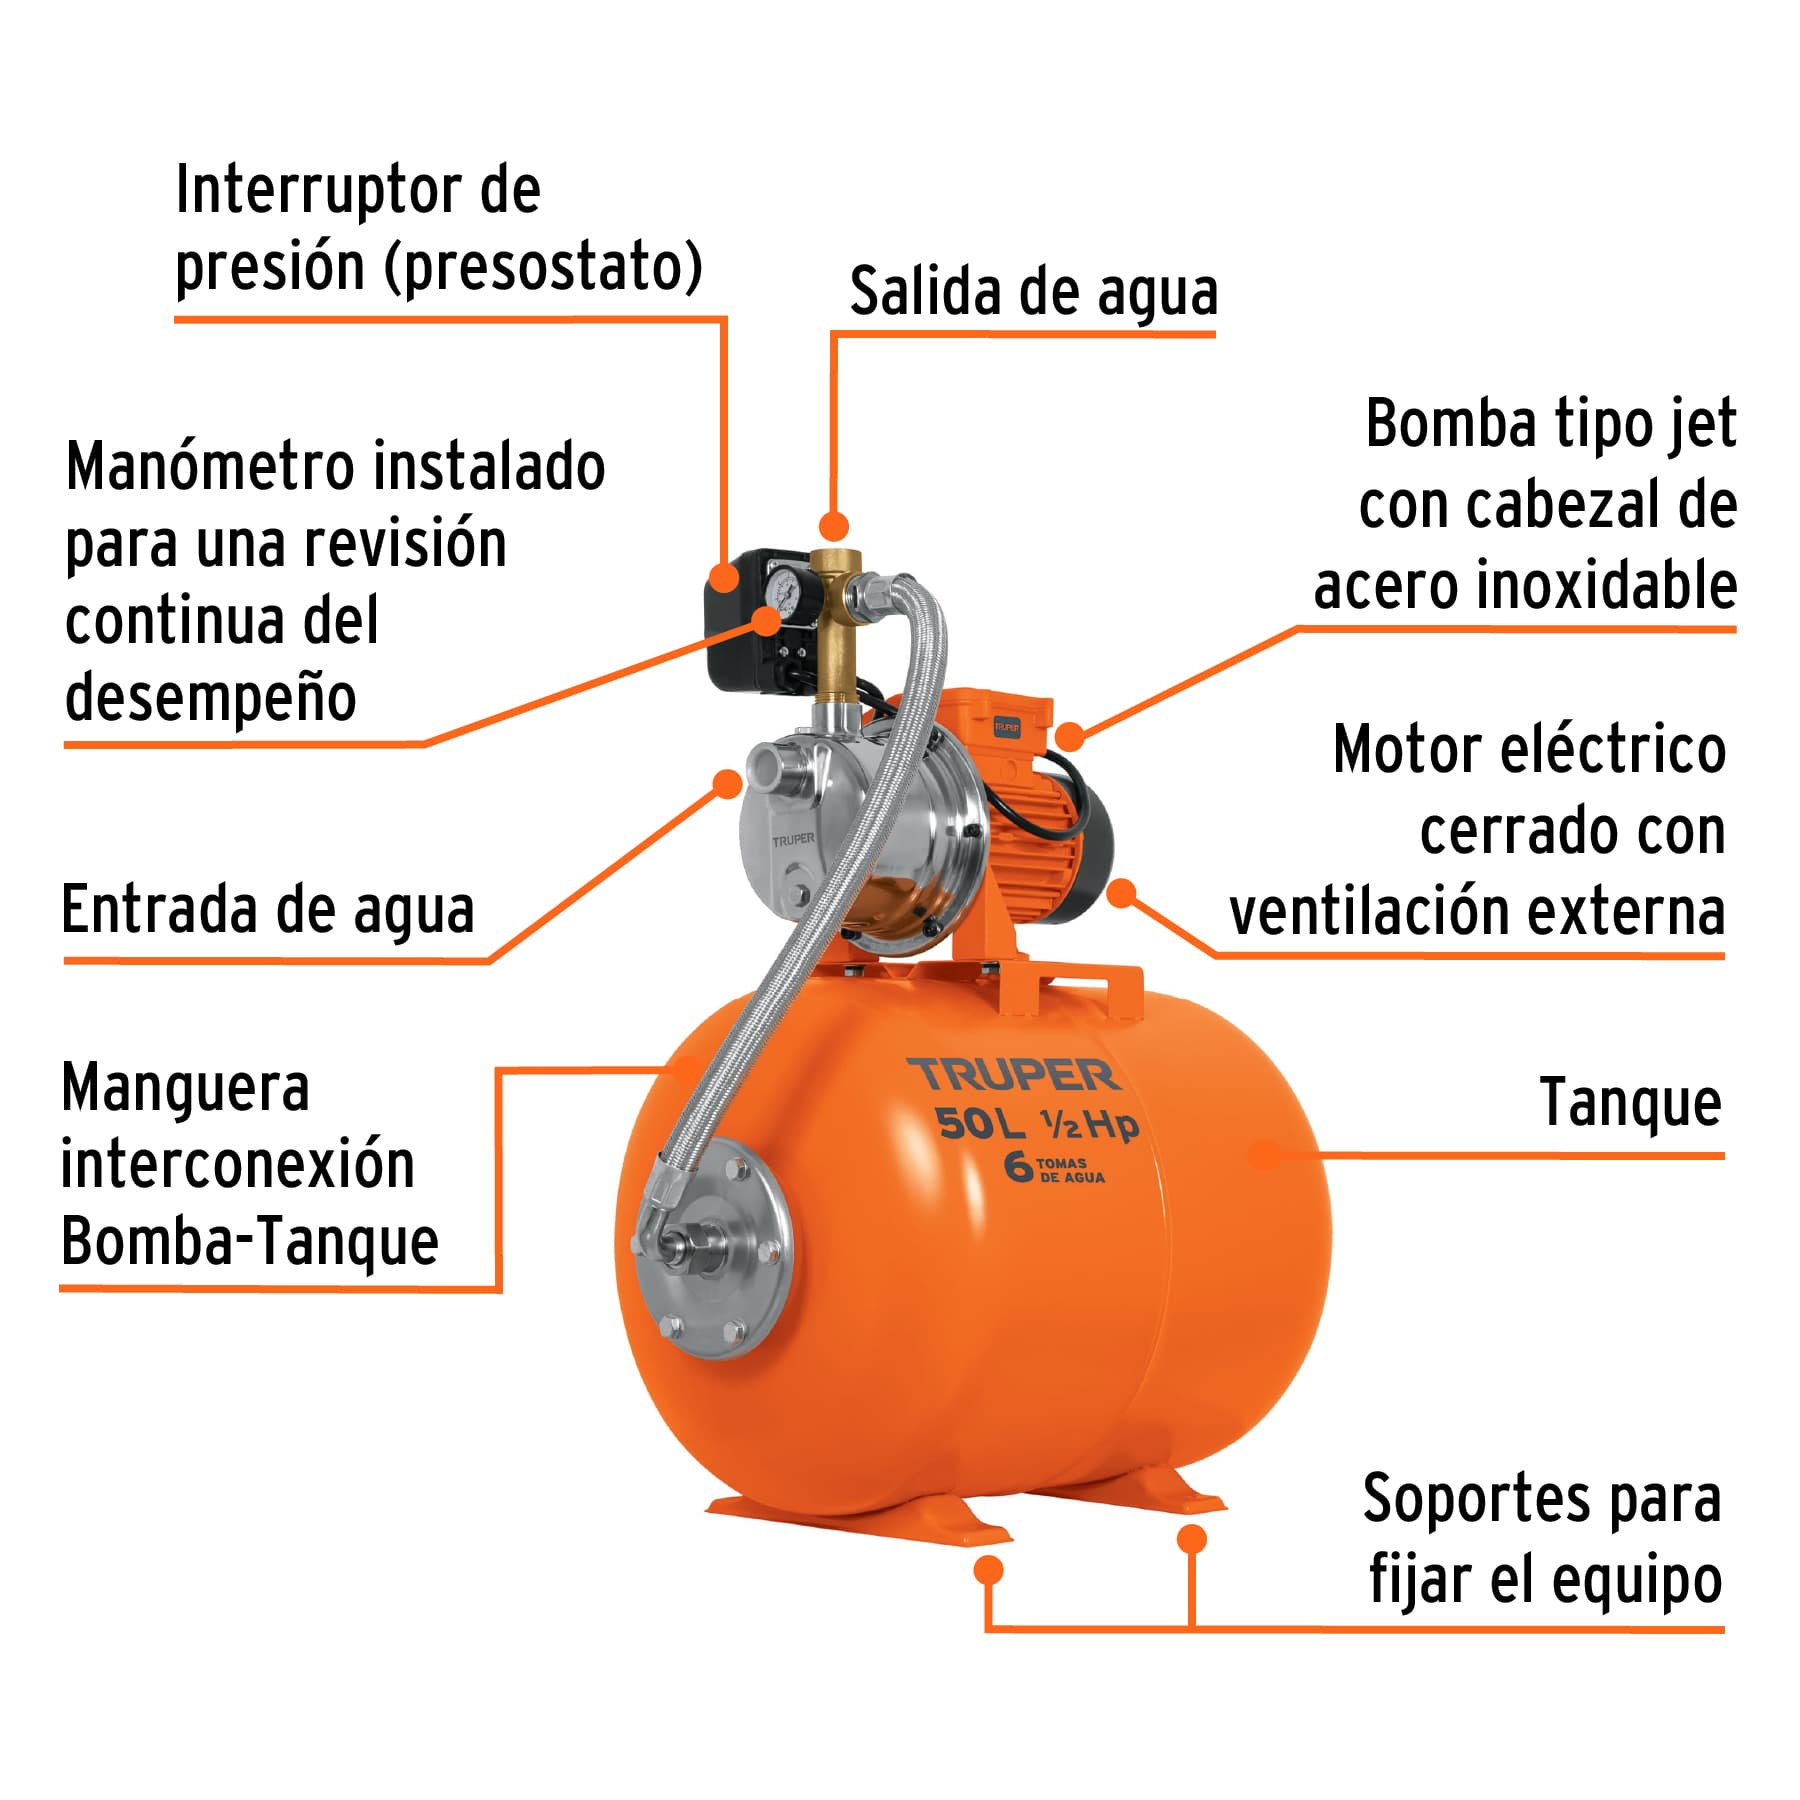 Interruptor de
presión (presostato)
Salida de agua
Manómetro instalado
para una revisión
continua del
desempeño
Bomba tipo jet
con cabezal de
acero inoxidable
Motor eléctrico
cerrado con
ventilación externa
Entrada de agua
Manguera
interconexión
Bomba-Tanque
Tanque
Soportes para
fijar el equipo
TRUPER
TRUPER
TRUPER
50L ½Hp
6 TOMAS
DE AGUA